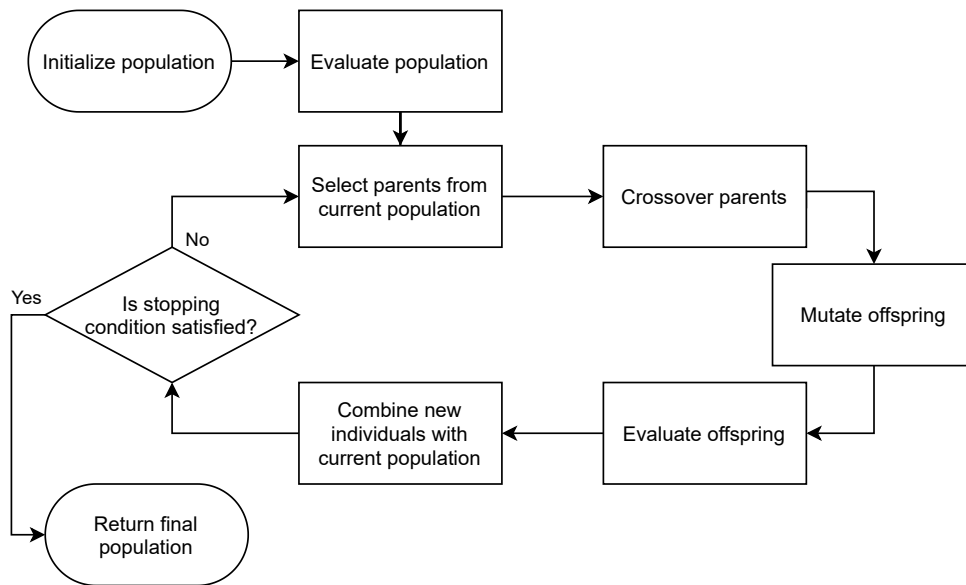 Initialize population
Evaluate population
Select parents from
current population
Crossover parents
No
Yes
Is stopping
condition satisfied?
Mutate offspring
Combine new
individuals with
current population
Evaluate offspring
Return final
population